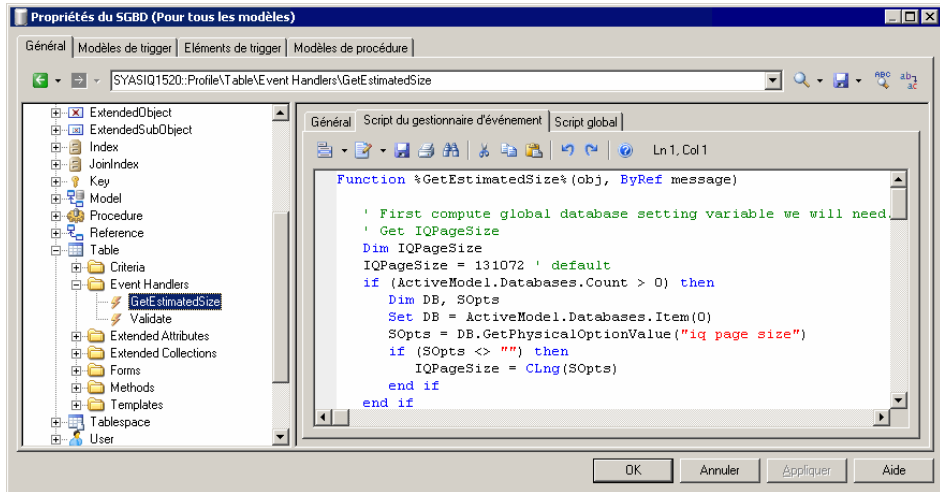 Propriétés du SGBD (Pour tous les modèles)
Général Modèles de trigger Eléments de trigger Modèles de procédure
SYASIQ1520::Profile\Table\Event Handlers\GetEstimatedSize
ExtendedObject
ExtendedSubObject
Index
JoinIndex
Key
Model
Procedure
Reference
Table
Criteria
Event Handlers
GetEstimatedSize
Validate
Extended Attributes
Extended Collections
Forms
Methods
Templates
Tablespace
User
Général Script du gestionnaire d'événement Script global
Ln 1, Col 1
Function %GetEstimatedSize%(obj, ByRef message)
' First compute global database setting variable we will need.
' Get IQPageSize
Dim IQPageSize
IQPageSize = 131072 ' default
if (ActiveModel.Databases.Count > 0) then
Dim DB, SOpts
Set DB = ActiveModel.Databases.Item(0)
SOpts = DB.GetPhysicalOptionValue("iq page size")
if (SOpts <> "") then
IQPageSize = CLng(SOpts)
end if
end if
OK Annuler Appliquer Aide